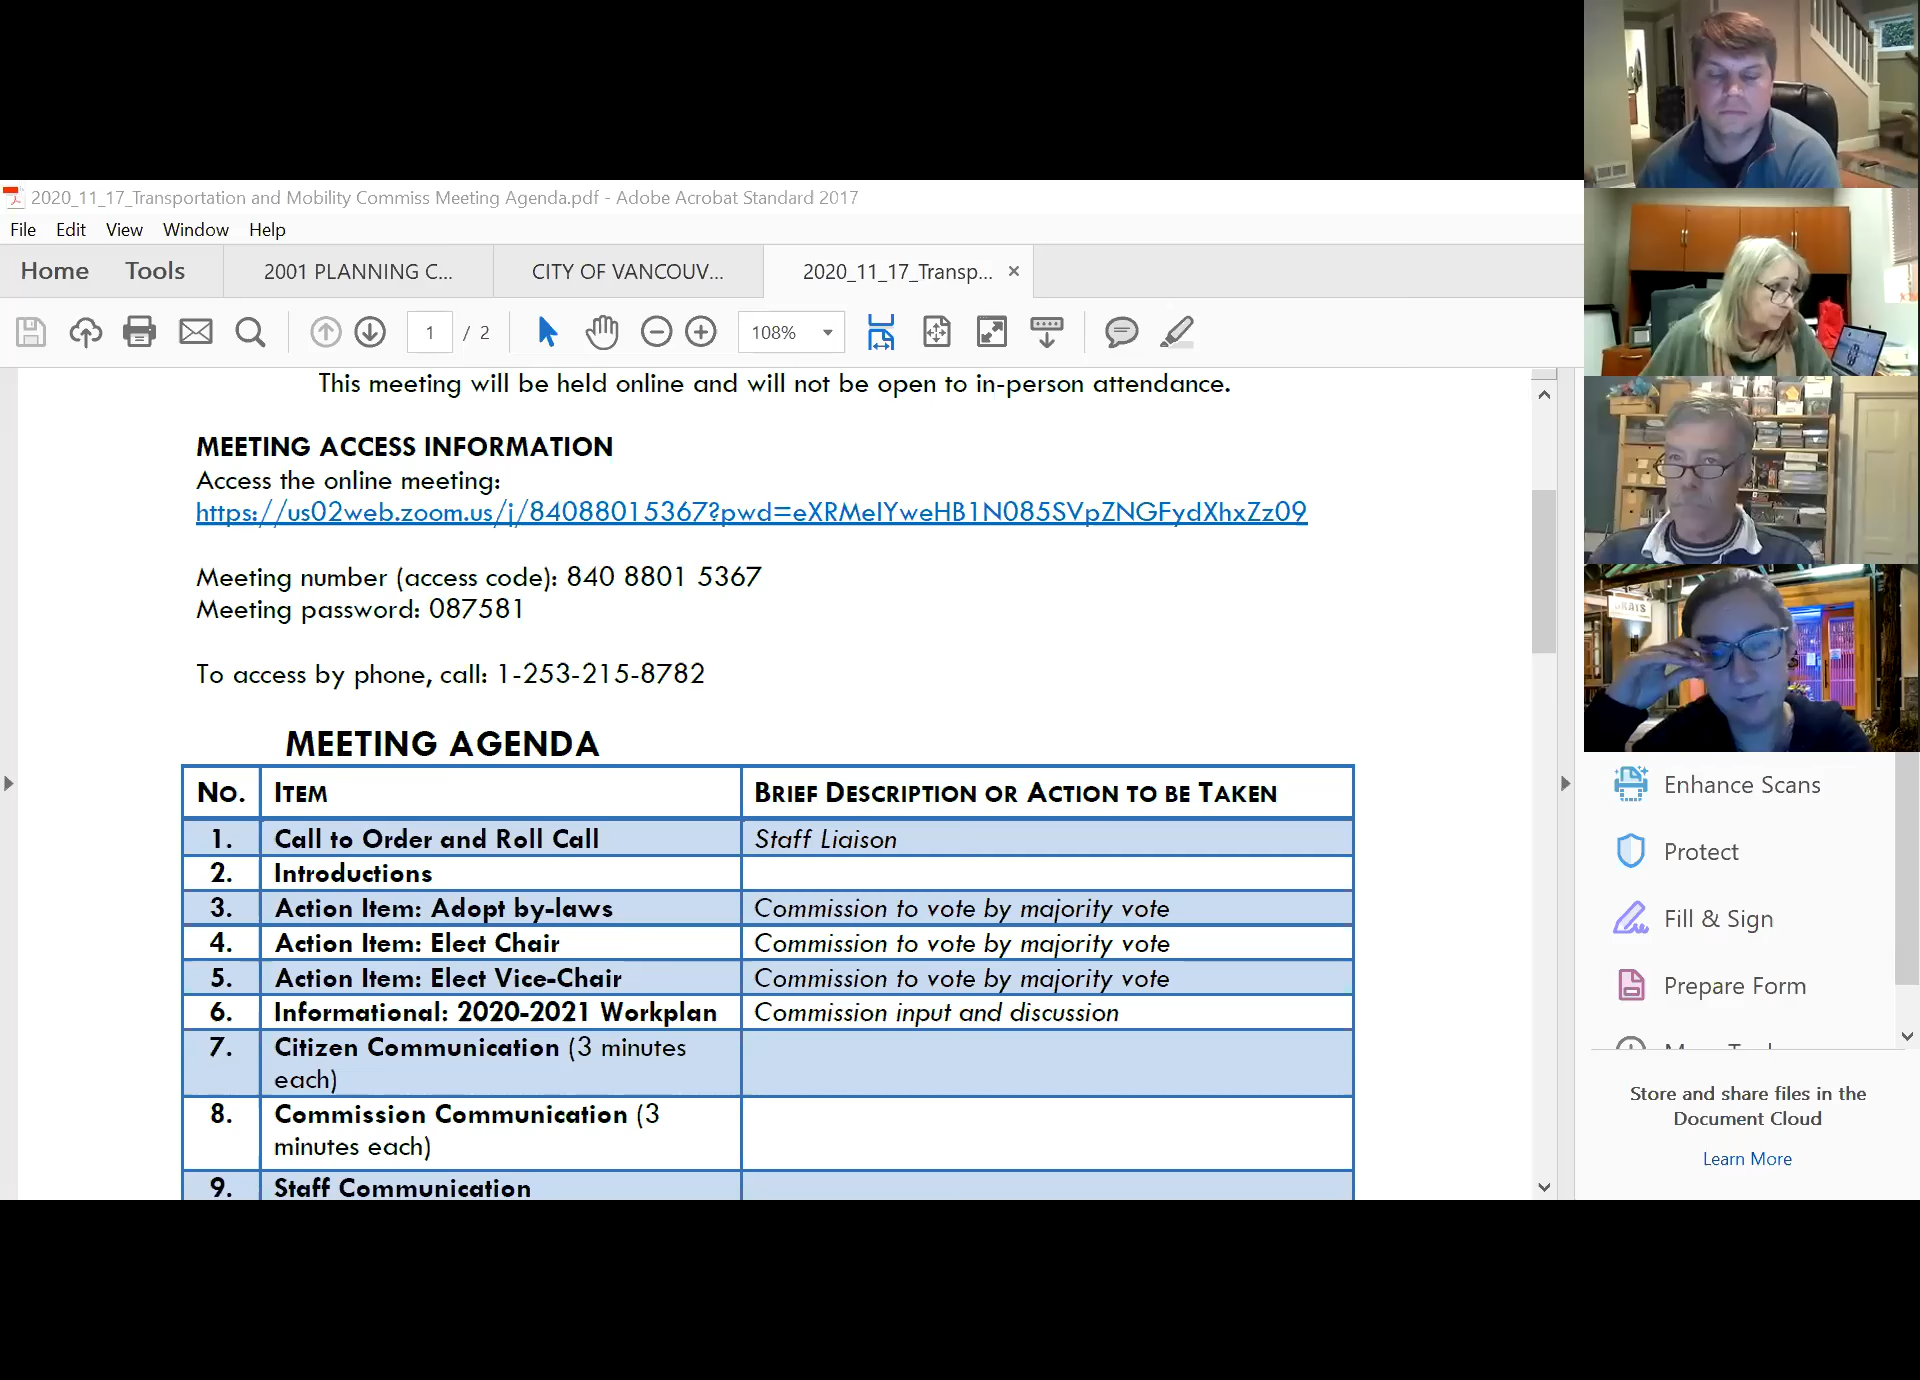 2020_11_17_Transportation and Mobility Commiss Meeting Agenda.pdf - Adobe Acrobat Standard 2017
File Edit View Window Help
Home Tools 2001 PLANNING C... CITY OF VANCOUV... 2020_11_17_Transp... ×
1 / 2 108%
This meeting will be held online and will not be open to in-person attendance.
MEETING ACCESS INFORMATION
Access the online meeting:
https://us02web.zoom.us/j/84088015367?pwd=eXRMelYweHB1N085SVpZNGFydXhxZz09
Meeting number (access code): 840 8801 5367
Meeting password: 087581
To access by phone, call: 1-253-215-8782
MEETING AGENDA
No. ITEM BRIEF DESCRIPTION OR ACTION TO BE TAKEN
1. Call to Order and Roll Call Staff Liaison
2. Introductions
3. Action Item: Adopt by-laws Commission to vote by majority vote
4. Action Item: Elect Chair Commission to vote by majority vote
5. Action Item: Elect Vice-Chair Commission to vote by majority vote
6. Informational: 2020-2021 Workplan Commission input and discussion
7. Citizen Communication (3 minutes
each)
8. Commission Communication (3
minutes each)
9. Staff Communication
Enhance Scans
Protect
Fill & Sign
Prepare Form
Store and share files in the
Document Cloud
Learn More